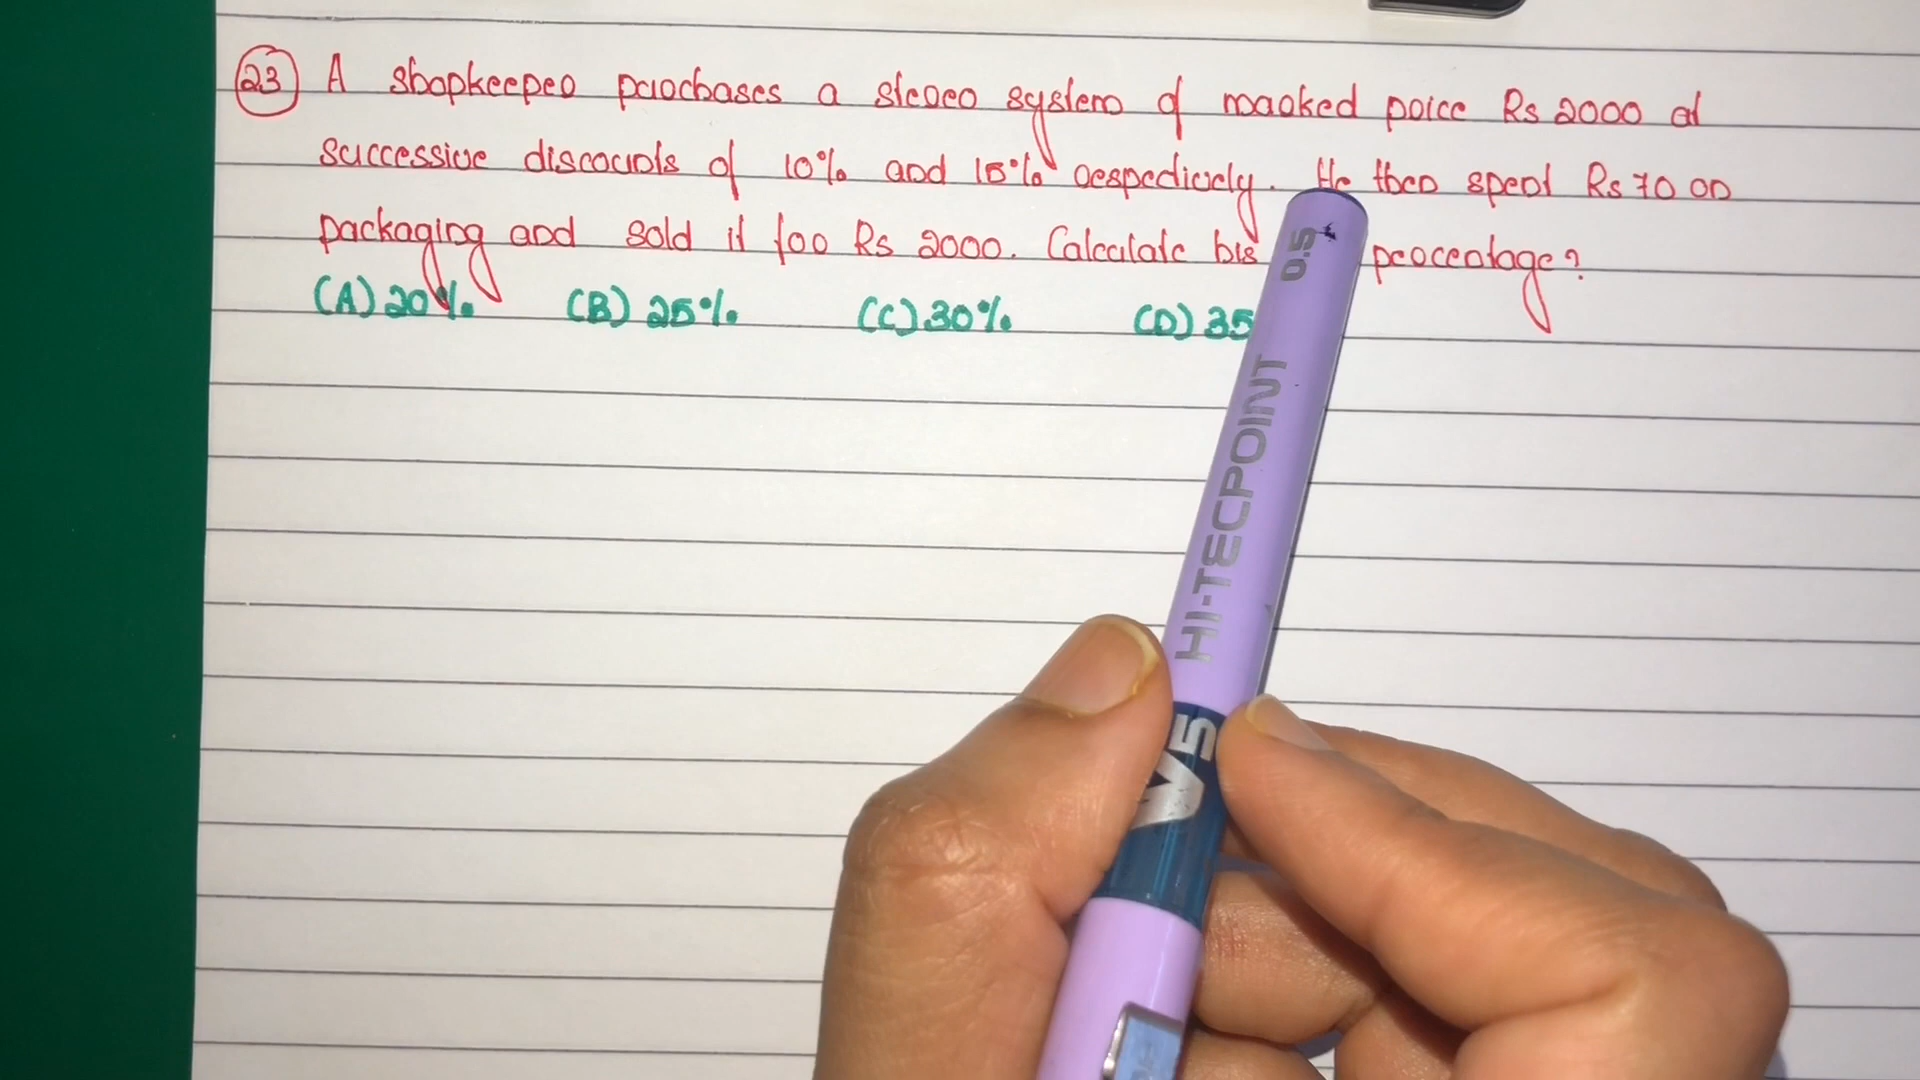 23 A shopkeeper purchases a stereo system of marked price Rs 2000 at
successive discounts of 10% and 15% respectively. He then spent Rs 70 on
packaging and sold it for Rs 2000. Calculate his percentage?
(A) 20% (B) 25% (C) 30% (D) 35
0.5
HI-TECPOINT
V5